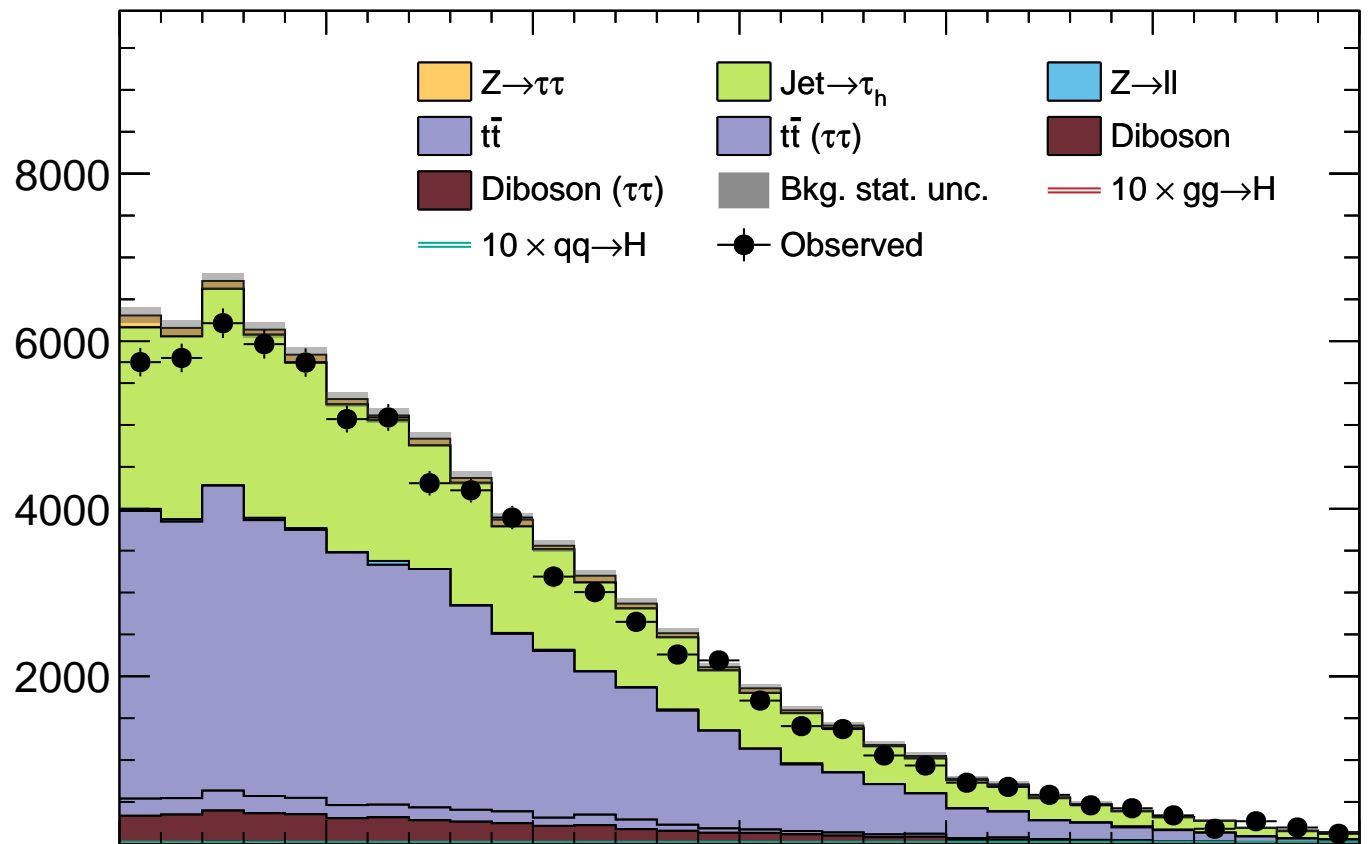 Z→ττ Jet→τₕ Z→ll
tt̄ tt̄ (ττ) Diboson
Diboson (ττ) Bkg. stat. unc. 10 × gg→H
10 × qq→H Observed
8000
6000
4000
2000